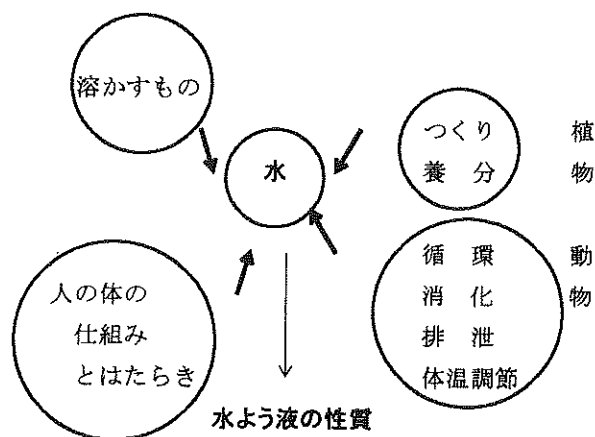 溶かすもの
水
つくり
養分
植物
循環
消化
排泄
体温調節
動物
人の体の
仕組み
とはたらき
水よう液の性質